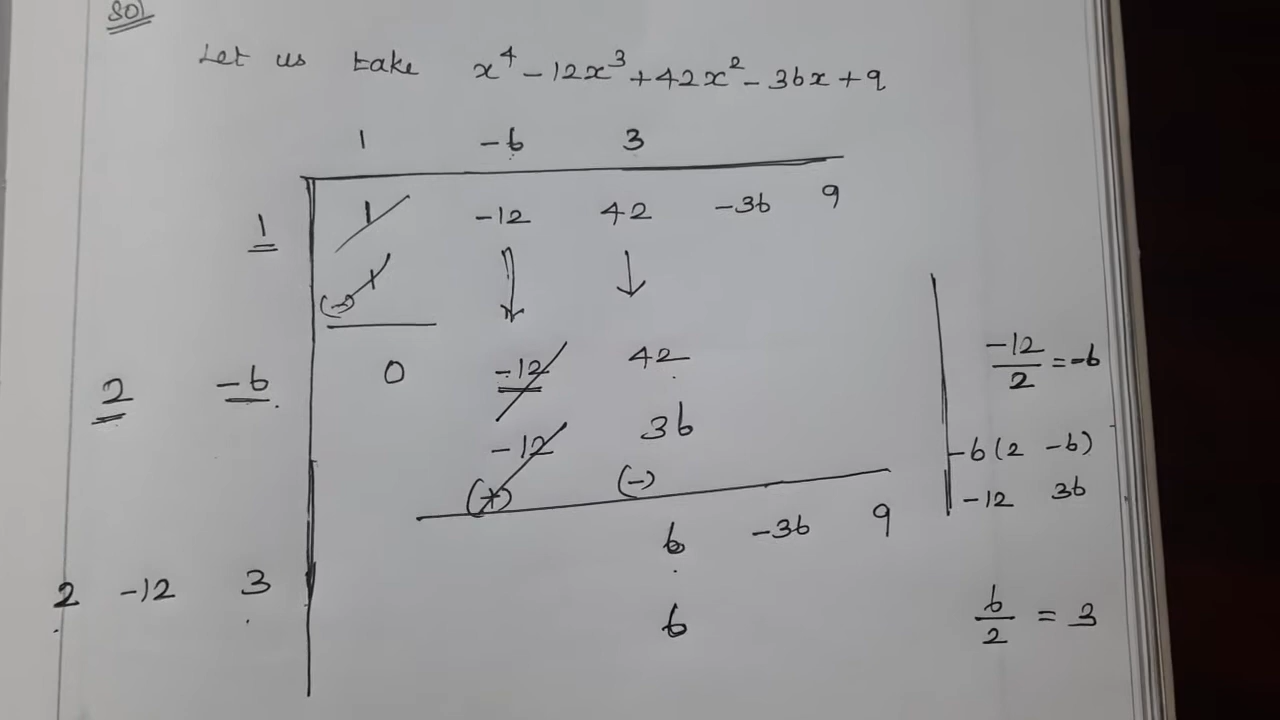 Sol
Let us take x⁴ - 12x³ + 42x² - 36x + 9
1 -6 3
1 1 -12 42 -36 9
(-) 1
2 -6 0 -12 42
-12 36
(+) (-)
6 -36 9
2 -12 3 6
-12/2 = -6
-6(2 -6)
-12 36
6/2 = 3